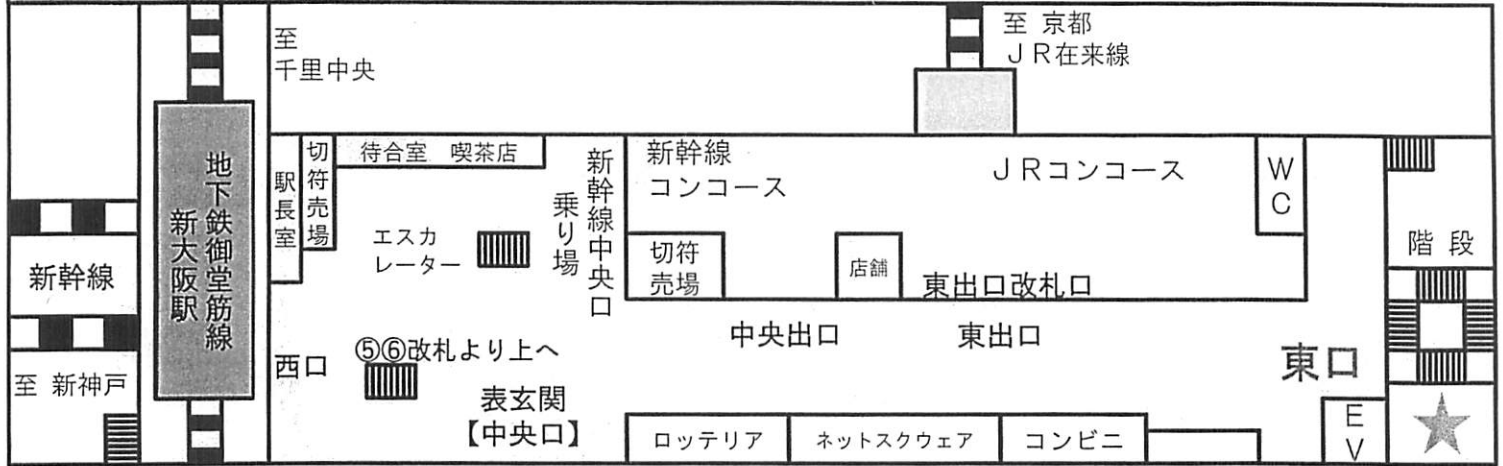 至
千里中央
至 京都
ＪＲ在来線
地下鉄御堂筋線
新大阪駅
駅長室
切符売場
待合室　喫茶店
新幹線中央口
乗り場
新幹線
コンコース
ＪＲコンコース
ＷＣ
エスカ
レーター
切符
売場
店舗
東出口改札口
階 段
新幹線
中央出口
東出口
東口
西口
⑤⑥改札より上へ
至 新神戸
表玄関
【中央口】
ロッテリア
ネットスクウェア
コンビニ
ＥＶ